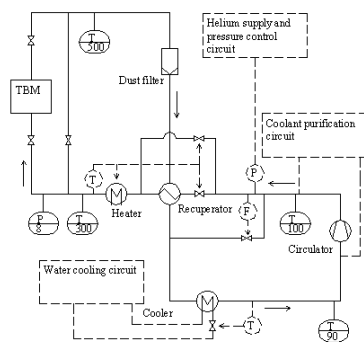 Helium supply and
pressure control
circuit
T
500
Dust filter
TBM
Coolant purification
circuit
T
P
M
F
P
8
T
300
Heater
Recuperator
T
100
Circulator
Water cooling circuit
M
Cooler
T
T
90